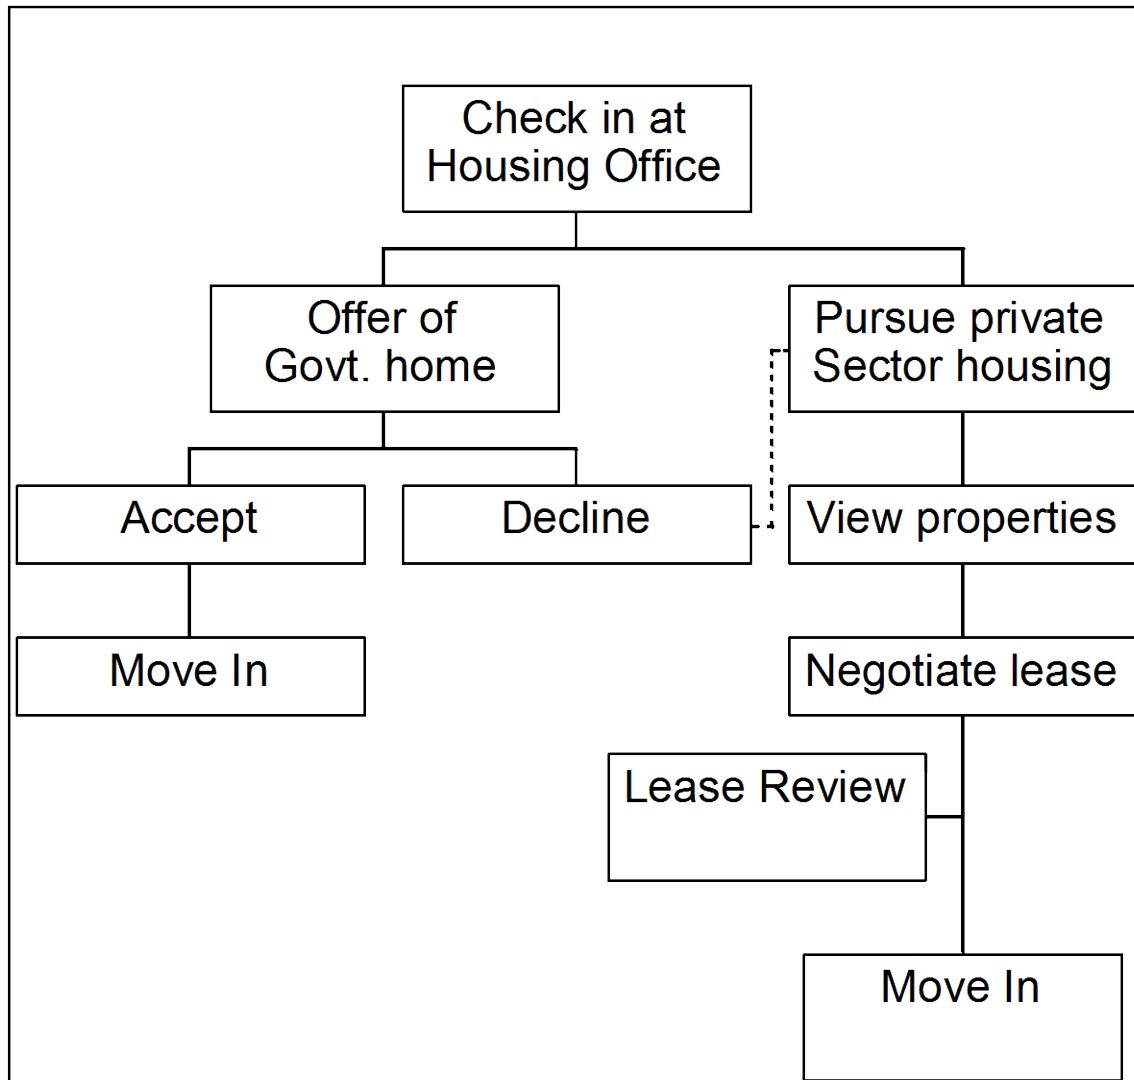 Check in at
Housing Office
Offer of
Govt. home
Pursue private
Sector housing
Accept
Decline
View properties
Move In
Negotiate lease
Lease Review
Move In